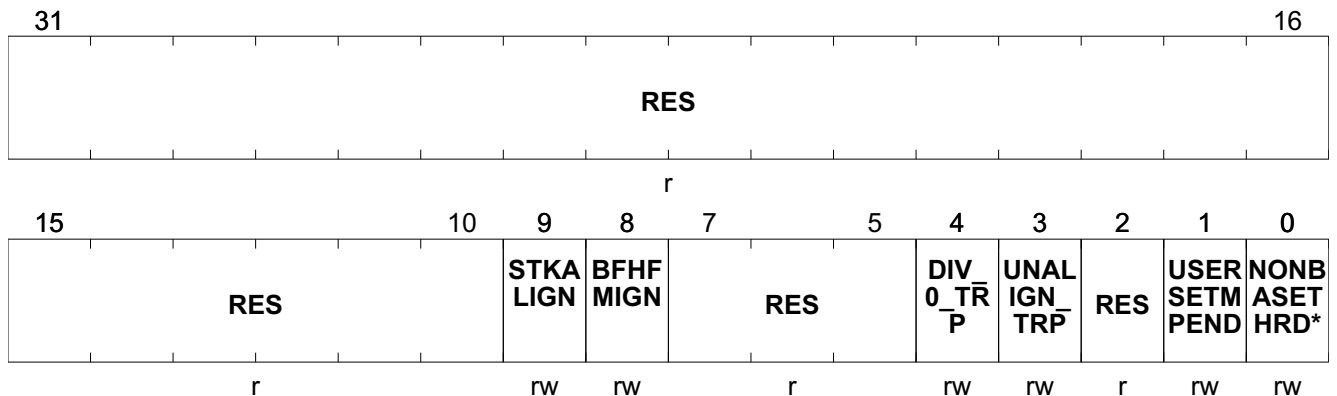 31 16
RES
r
15 10 9 8 7 5 4 3 2 1 0
RES
STKA
LIGN
BFHF
MIGN
RES
DIV_
0_TR
P
UNAL
IGN_
TRP
RES
USER
SETM
PEND
NONB
ASET
HRD*
r rw rw r rw rw r rw rw